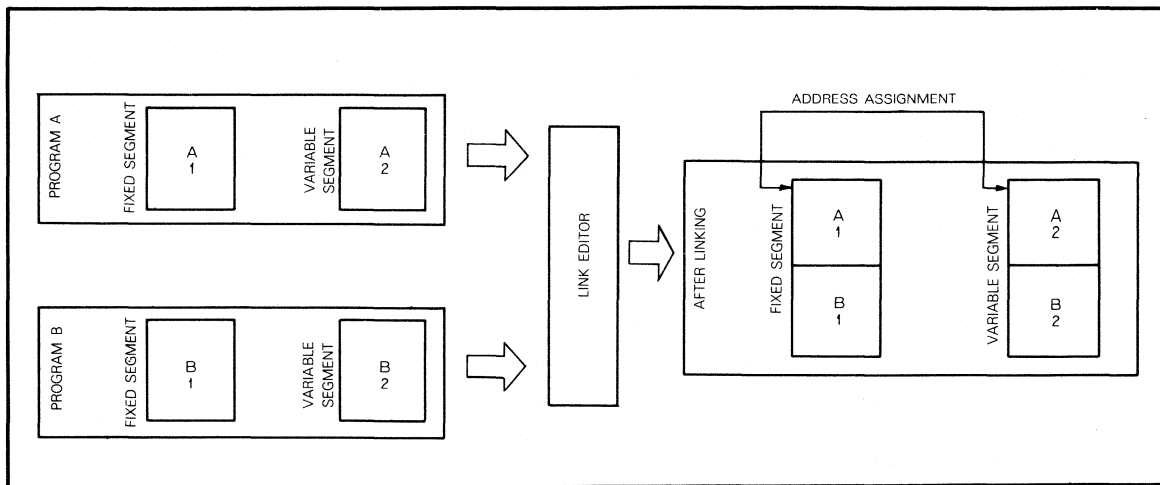 PROGRAM A
FIXED SEGMENT
A
1
VARIABLE
SEGMENT
A
2
PROGRAM B
FIXED SEGMENT
B
1
VARIABLE
SEGMENT
B
2
LINK EDITOR
ADDRESS ASSIGNMENT
AFTER LINKING
FIXED SEGMENT
A
1
B
1
VARIABLE SEGMENT
A
2
B
2